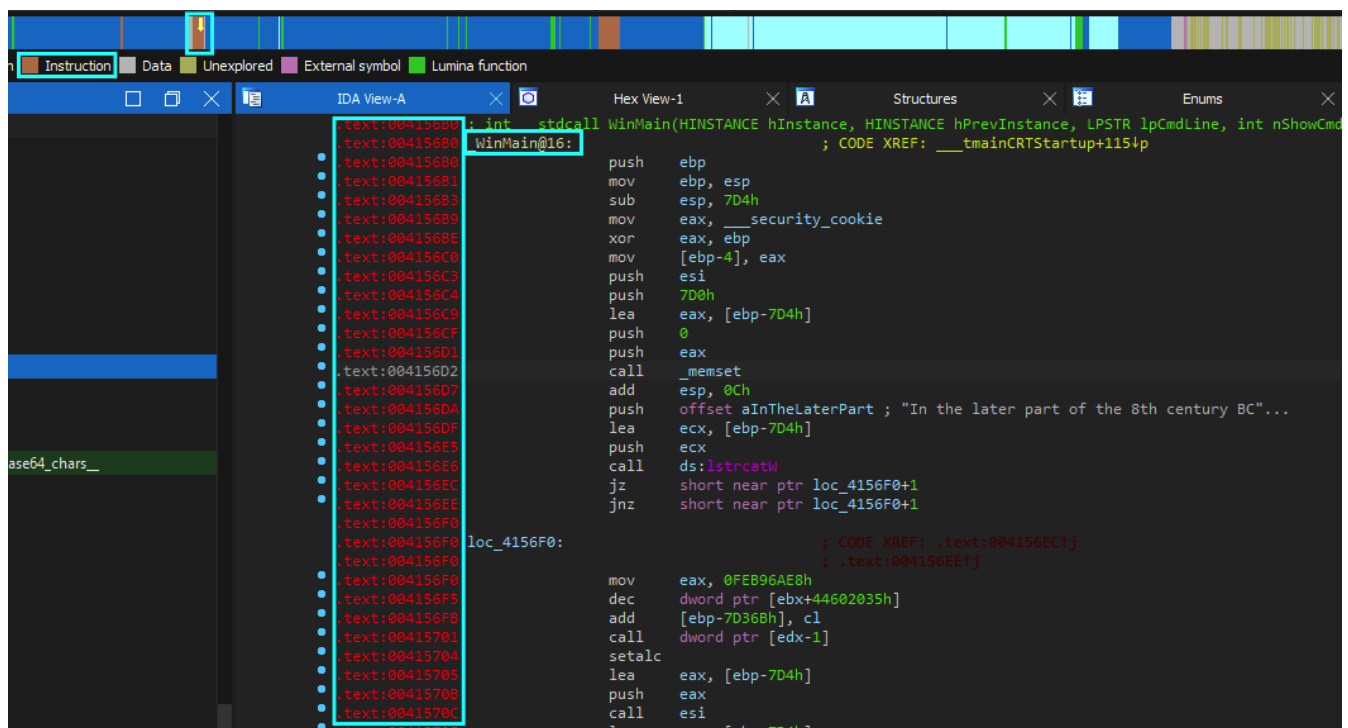 n Instruction Data Unexplored External symbol Lumina function
IDA View-A Hex View-1 Structures Enums
.text:004156B0 ; int __stdcall WinMain(HINSTANCE hInstance, HINSTANCE hPrevInstance, LPSTR lpCmdLine, int nShowCmd
.text:004156B0 _WinMain@16: ; CODE XREF: ___tmainCRTStartup+115↓p
.text:004156B0 push ebp
.text:004156B1 mov ebp, esp
.text:004156B3 sub esp, 7D4h
.text:004156B9 mov eax, ___security_cookie
.text:004156BE xor eax, ebp
.text:004156C0 mov [ebp-4], eax
.text:004156C3 push esi
.text:004156C4 push 7D0h
.text:004156C9 lea eax, [ebp-7D4h]
.text:004156CF push 0
.text:004156D1 push eax
.text:004156D2 call _memset
.text:004156D7 add esp, 0Ch
.text:004156DA push offset aInTheLaterPart ; "In the later part of the 8th century BC"...
.text:004156DF lea ecx, [ebp-7D4h]
.text:004156E5 push ecx
.text:004156E6 call ds:lstrcatW
.text:004156EC jz short near ptr loc_4156F0+1
.text:004156EE jnz short near ptr loc_4156F0+1
.text:004156F0
.text:004156F0 loc_4156F0: ; CODE XREF: .text:004156EC↑j
.text:004156F0 ; .text:004156EE↑j
.text:004156F0 mov eax, 0FEB96AE8h
.text:004156F5 dec dword ptr [ebx+44602035h]
.text:004156FB add [ebp-7D36Bh], cl
.text:00415701 call dword ptr [edx-1]
.text:00415704 setalc
.text:00415705 lea eax, [ebp-7D4h]
.text:0041570B push eax
.text:0041570C call esi
ase64_chars__